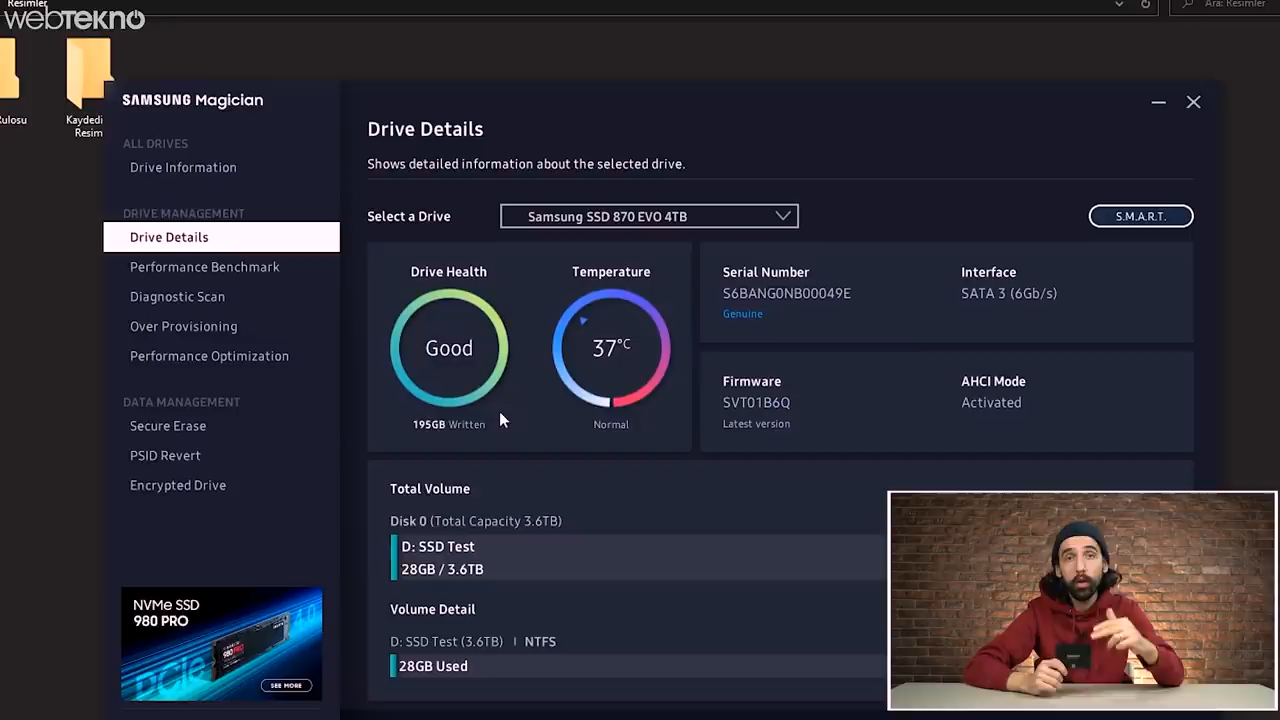 Resimler
webtekno
Ara: Resimler
Kaydedi
Resim
SAMSUNG Magician
ALL DRIVES
Drive Information
DRIVE MANAGEMENT
Drive Details
Performance Benchmark
Diagnostic Scan
Over Provisioning
Performance Optimization
DATA MANAGEMENT
Secure Erase
PSID Revert
Encrypted Drive
NVMe SSD
980 PRO
SEE MORE
Drive Details
Shows detailed information about the selected drive.
Select a Drive
Samsung SSD 870 EVO 4TB
S.M.A.R.T.
Drive Health
Good
195GB Written
Temperature
37°C
Normal
Serial Number
S6BANG0NB00049E
Genuine
Interface
SATA 3 (6Gb/s)
Firmware
SVT01B6Q
Latest version
AHCI Mode
Activated
Total Volume
Disk 0 (Total Capacity 3.6TB)
D: SSD Test
28GB / 3.6TB
Volume Detail
D: SSD Test (3.6TB) | NTFS
28GB Used